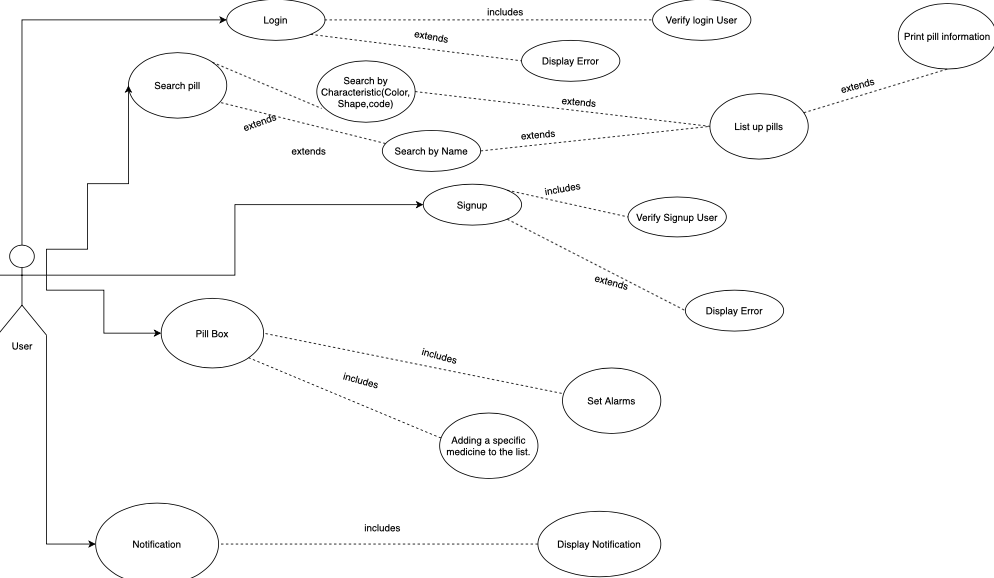 Login
includes
Verify login User
extends
Display Error
Print pill information
Search pill
Search by
Characteristic(Color,
Shape,code)
extends
extends
List up pills
extends
extends
Search by Name
extends
Signup
includes
Verify Signup User
extends
Display Error
User
Pill Box
includes
includes
Set Alarms
Adding a specific
medicine to the list.
Notification
includes
Display Notification